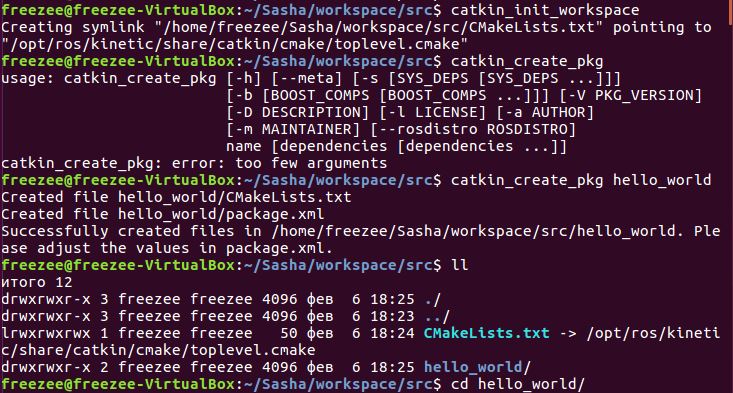 freezee@freezee-VirtualBox:~/Sasha/workspace/src$ catkin_init_workspace
Creating symlink "/home/freezee/Sasha/workspace/src/CMakeLists.txt" pointing to
"/opt/ros/kinetic/share/catkin/cmake/toplevel.cmake"
freezee@freezee-VirtualBox:~/Sasha/workspace/src$ catkin_create_pkg
usage: catkin_create_pkg [-h] [--meta] [-s [SYS_DEPS [SYS_DEPS ...]]]
[-b [BOOST_COMPS [BOOST_COMPS ...]]] [-V PKG_VERSION]
[-D DESCRIPTION] [-l LICENSE] [-a AUTHOR]
[-m MAINTAINER] [--rosdistro ROSDISTRO]
name [dependencies [dependencies ...]]
catkin_create_pkg: error: too few arguments
freezee@freezee-VirtualBox:~/Sasha/workspace/src$ catkin_create_pkg hello_world
Created file hello_world/CMakeLists.txt
Created file hello_world/package.xml
Successfully created files in /home/freezee/Sasha/workspace/src/hello_world. Ple
ase adjust the values in package.xml.
freezee@freezee-VirtualBox:~/Sasha/workspace/src$ ll
итого 12
drwxrwxr-x 3 freezee freezee 4096 фев  6 18:25 ./
drwxrwxr-x 3 freezee freezee 4096 фев  6 18:23 ../
lrwxrwxrwx 1 freezee freezee   50 фев  6 18:24 CMakeLists.txt -> /opt/ros/kineti
c/share/catkin/cmake/toplevel.cmake
drwxrwxr-x 2 freezee freezee 4096 фев  6 18:25 hello_world/
freezee@freezee-VirtualBox:~/Sasha/workspace/src$ cd hello_world/